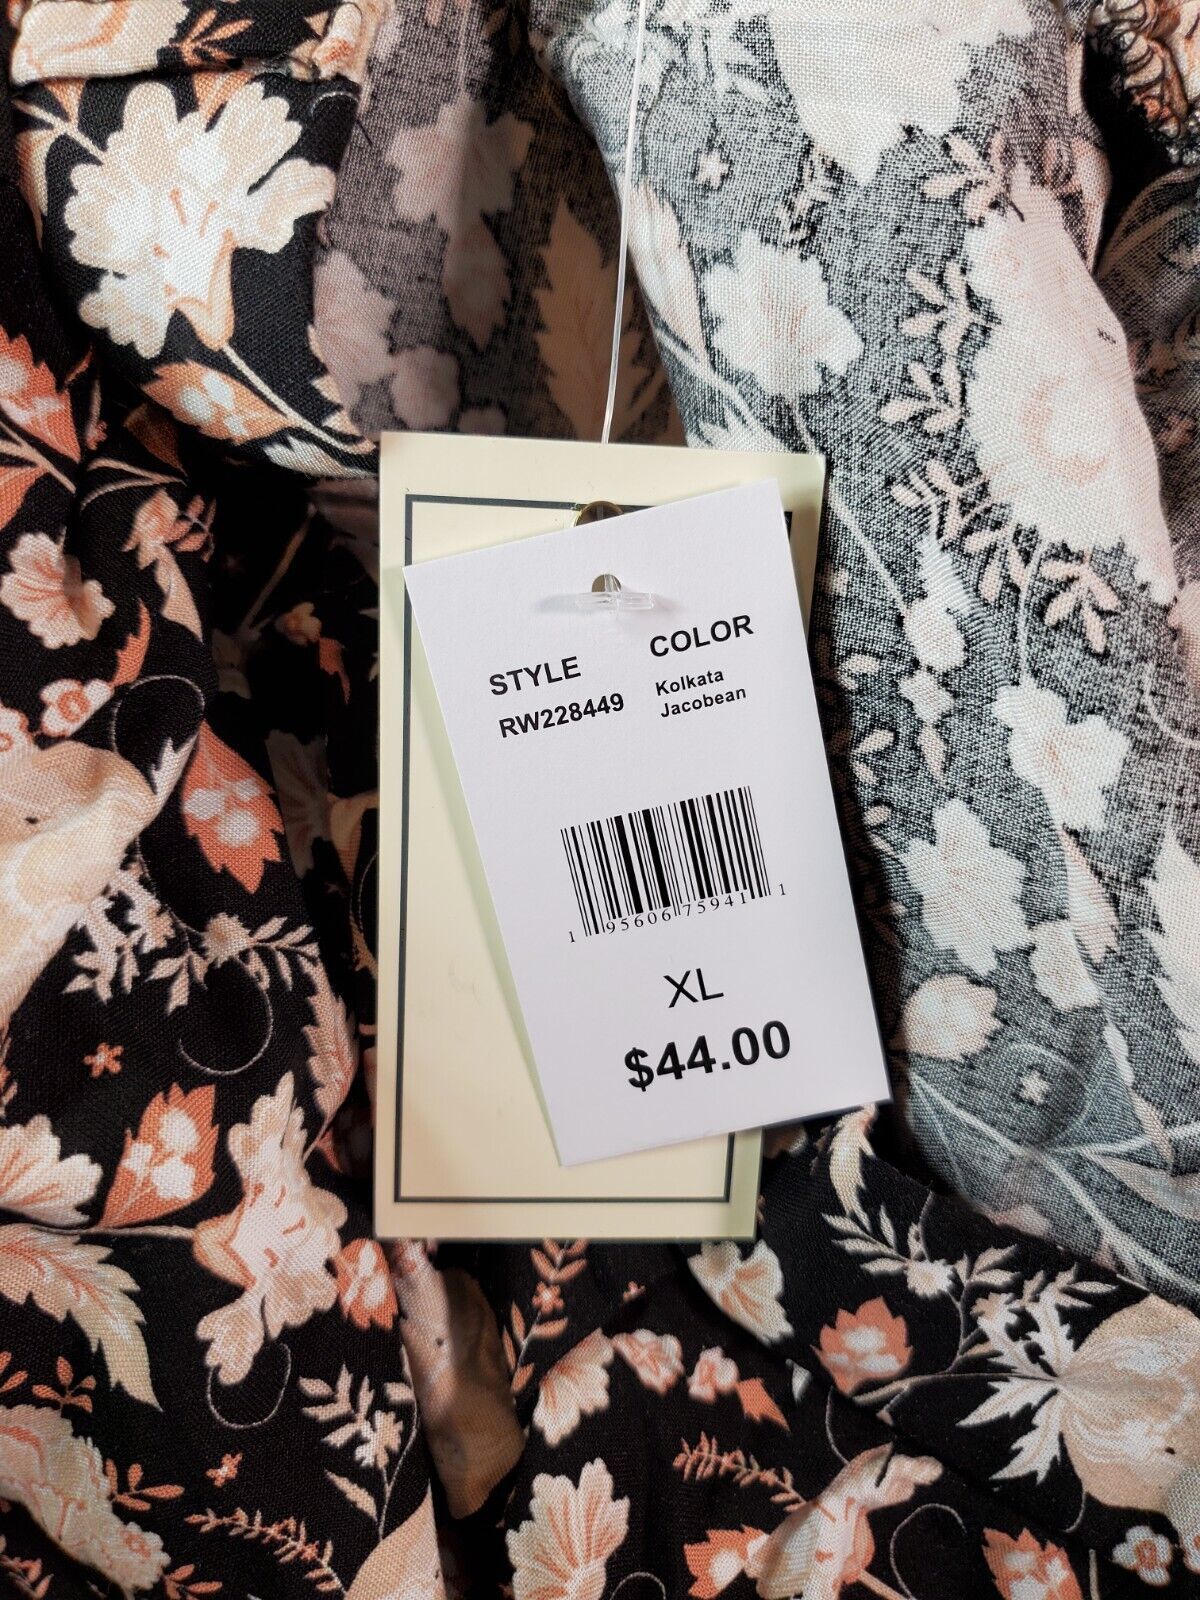 STYLE COLOR
RW228449 Kolkata
Jacobean
1 95606 75941 1
XL
$44.00